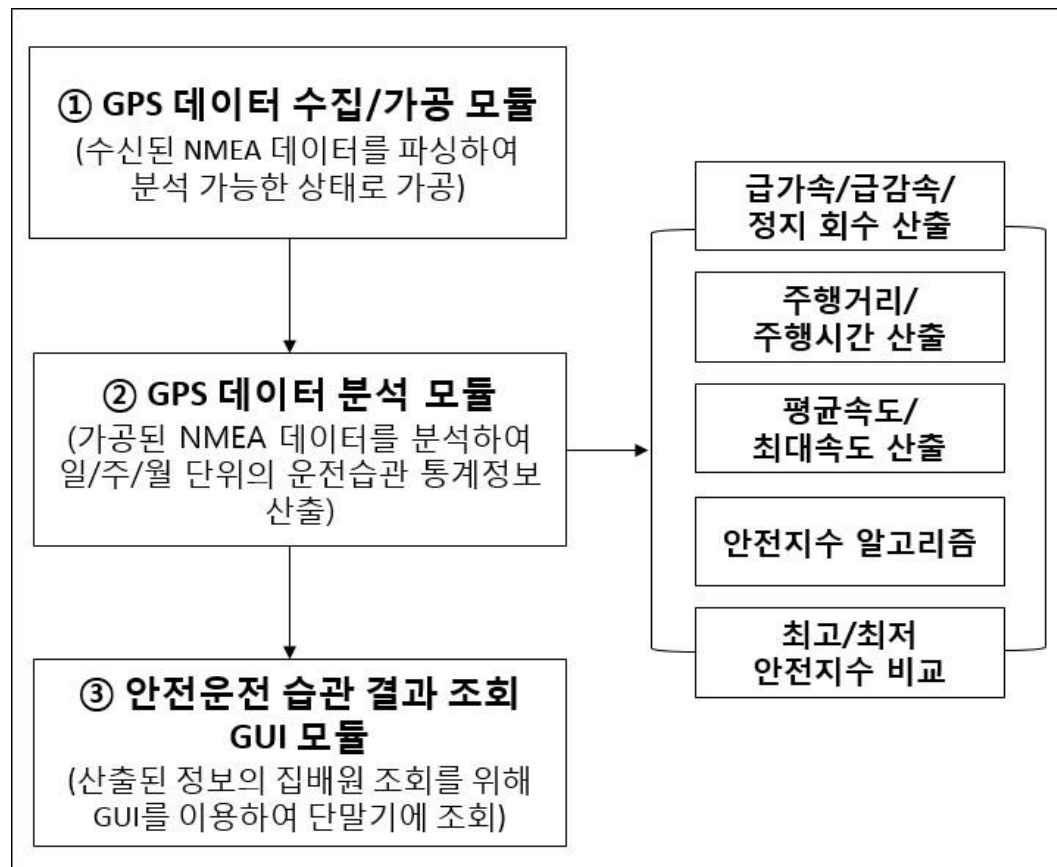 ① GPS 데이터 수집/가공 모듈
(수신된 NMEA 데이터를 파싱하여
분석 가능한 상태로 가공)
② GPS 데이터 분석 모듈
(가공된 NMEA 데이터를 분석하여
일/주/월 단위의 운전습관 통계정보
산출)
③ 안전운전 습관 결과 조회
GUI 모듈
(산출된 정보의 집배원 조회를 위해
GUI를 이용하여 단말기에 조회)
급가속/급감속/
정지 회수 산출
주행거리/
주행시간 산출
평균속도/
최대속도 산출
안전지수 알고리즘
최고/최저
안전지수 비교